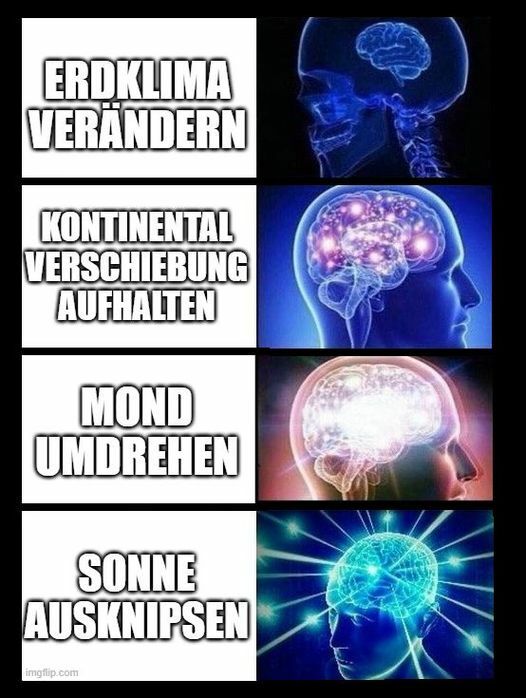 ERDKLIMA
VERÄNDERN
KONTINENTAL
VERSCHIEBUNG
AUFHALTEN
MOND
UMDREHEN
SONNE
AUSKNIPSEN
imgflip.com